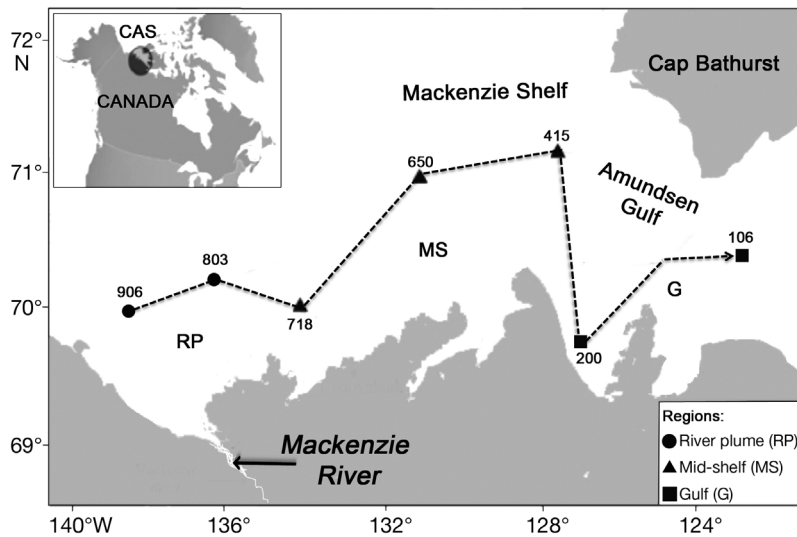 72°
N
CAS
CANADA
Cap Bathurst
Mackenzie Shelf
71°
650
415
Amundsen
Gulf
106
MS
906
803
G
70°
718
RP
200
Regions:
River plume (RP)
Mid-shelf (MS)
Gulf (G)
69°
Mackenzie
River
140°W
136°
132°
128°
124°